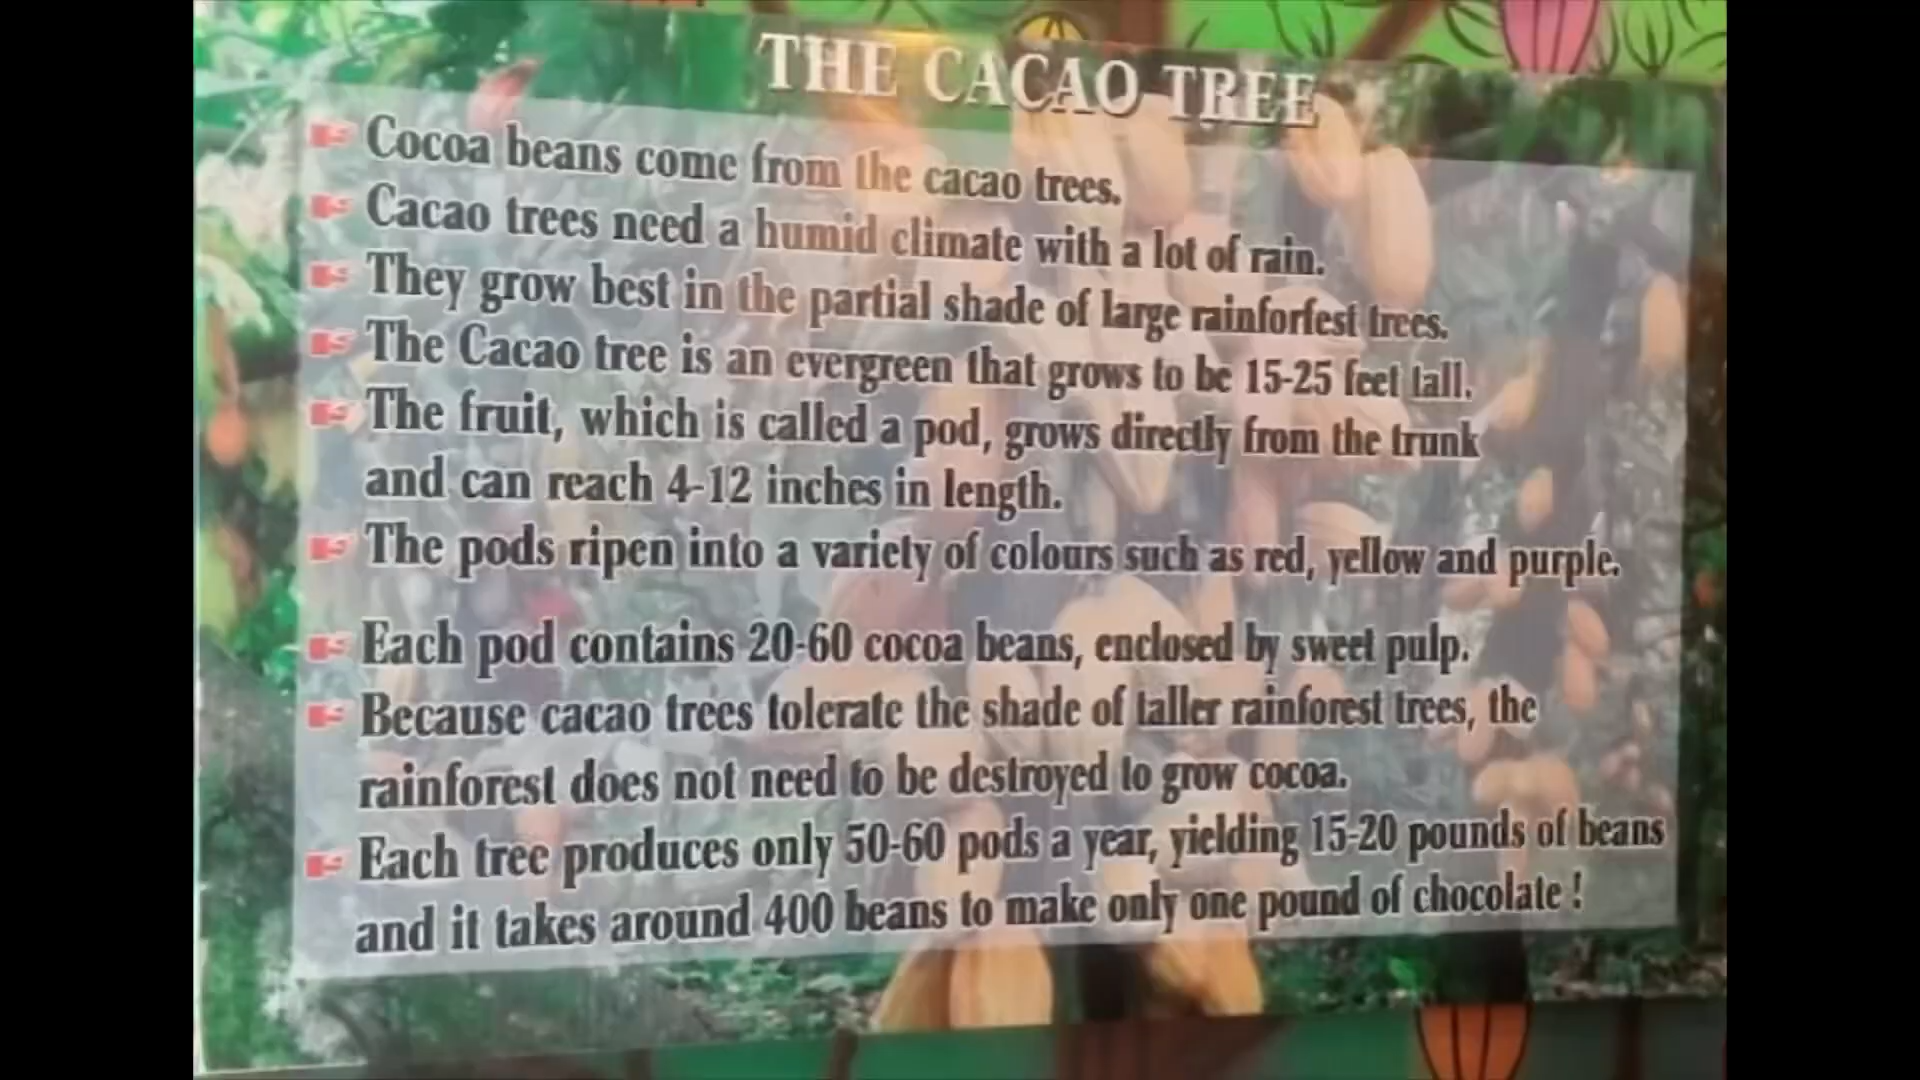 THE CACAO TREE
Cocoa beans come from the cacao trees.
Cacao trees need a humid climate with a lot of rain.
They grow best in the partial shade of large rainforfest trees.
The Cacao tree is an evergreen that grows to be 15-25 feet tall.
The fruit, which is called a pod, grows directly from the trunk
and can reach 4-12 inches in length.
The pods ripen into a variety of colours such as red, yellow and purple.
Each pod contains 20-60 cocoa beans, enclosed by sweet pulp.
Because cacao trees tolerate the shade of taller rainforest trees, the
rainforest does not need to be destroyed to grow cocoa.
Each tree produces only 50-60 pods a year, yielding 15-20 pounds of beans
and it takes around 400 beans to make only one pound of chocolate !